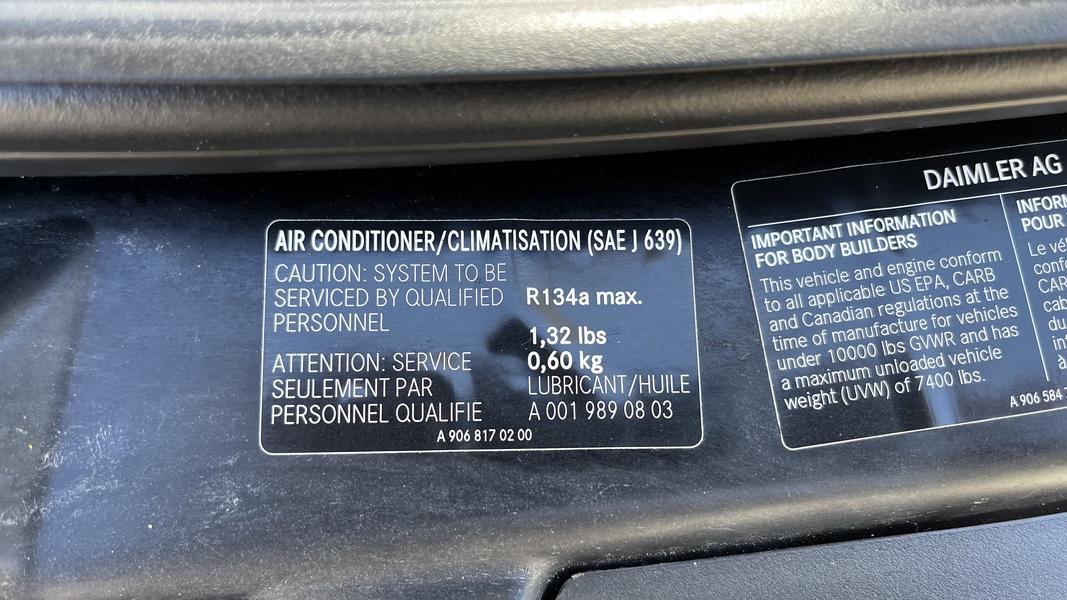 AIR CONDITIONER/CLIMATISATION (SAE J 639)
CAUTION: SYSTEM TO BE
SERVICED BY QUALIFIED
PERSONNEL
ATTENTION: SERVICE
SEULEMENT PAR
PERSONNEL QUALIFIE
R134a max.
1,32 lbs
0,60 kg
LUBRICANT/HUILE
A 001 989 08 03
A 906 817 02 00
DAIMLER AG
IMPORTANT INFORMATION
FOR BODY BUILDERS
This vehicle and engine conform
to all applicable US EPA, CARB
and Canadian regulations at the
time of manufacture for vehicles
under 10000 lbs GVWR and has
a maximum unloaded vehicle
weight (UVW) of 7400 lbs.
POUR
Le
du
à
A 906 584